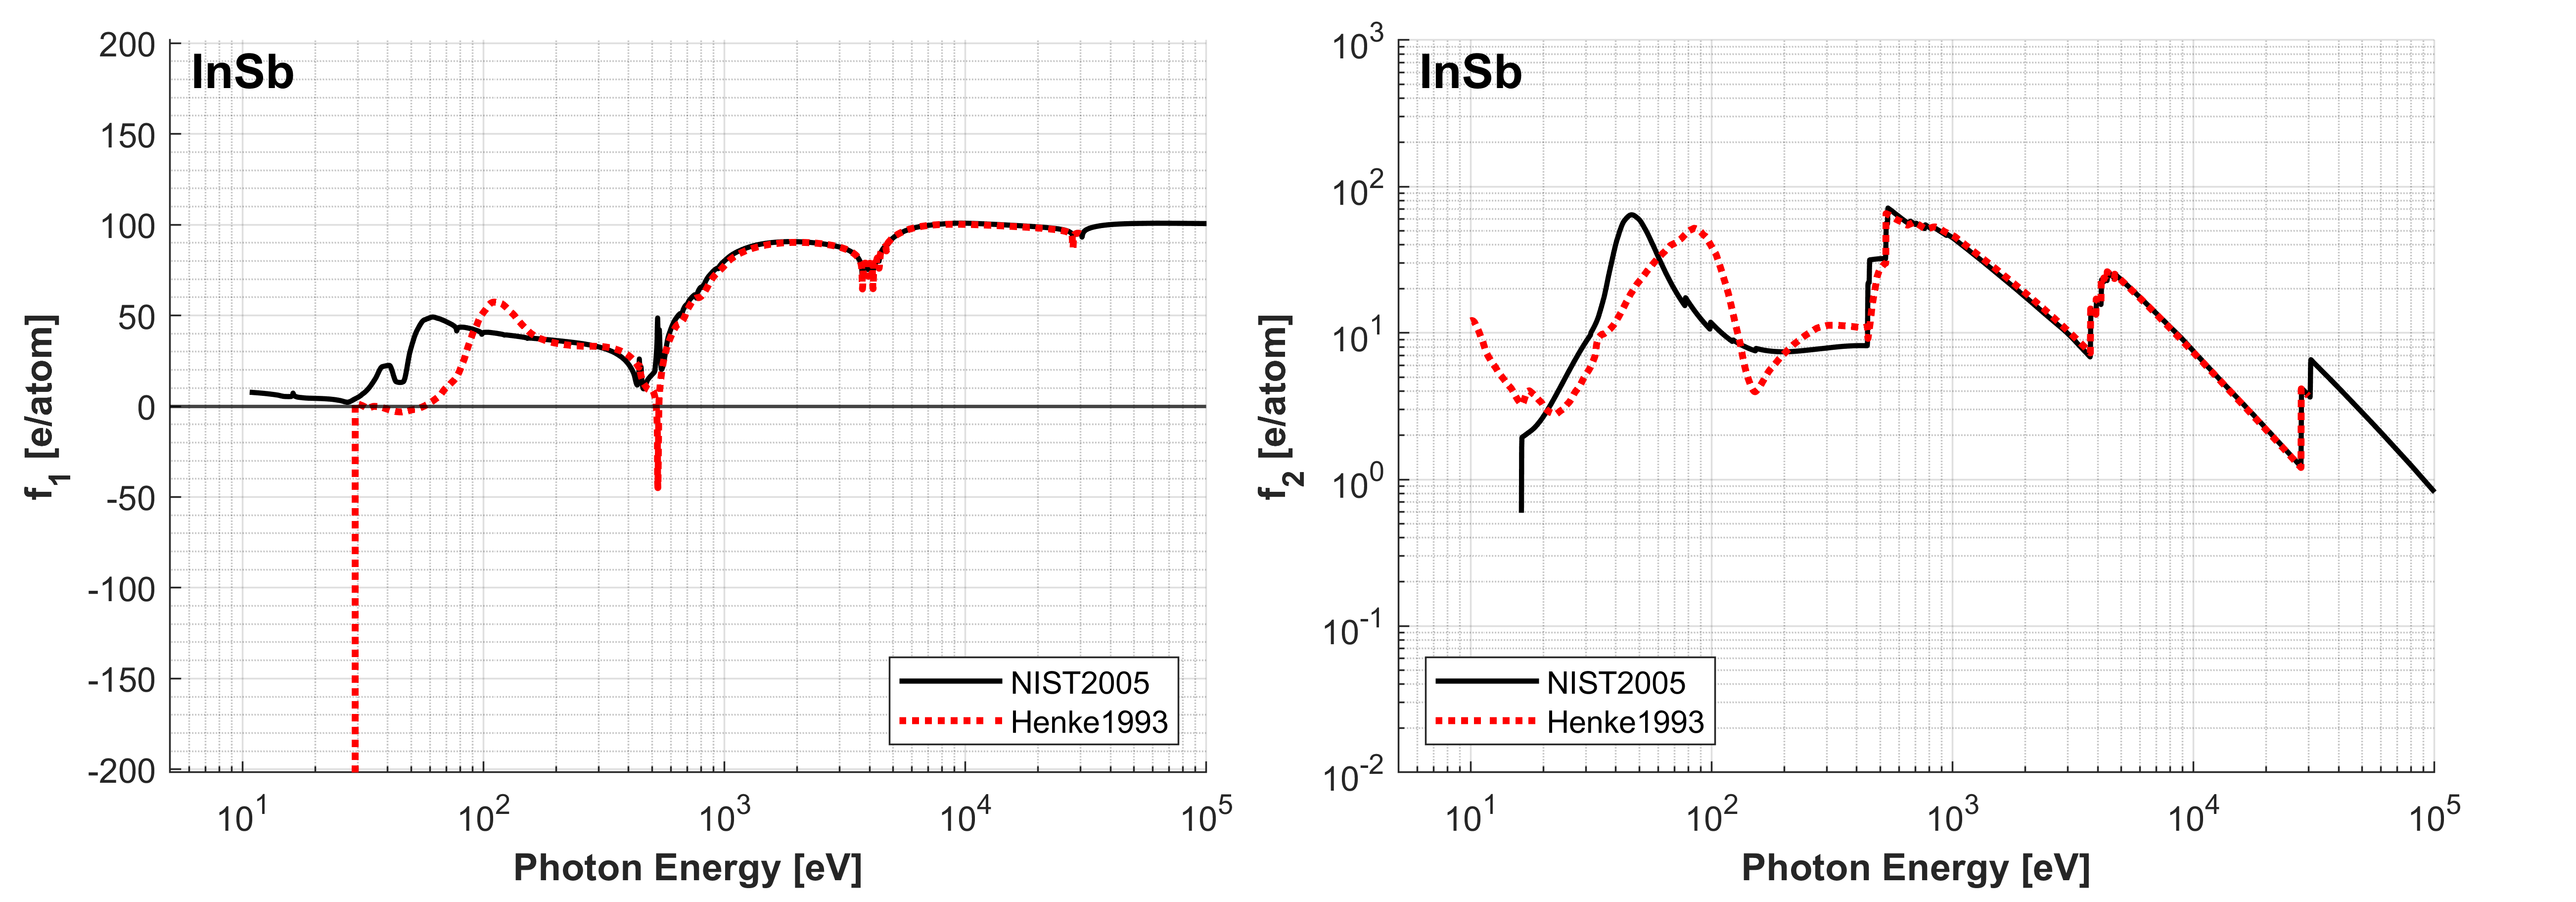 InSb
200
150
100
50
0
-50
-100
-150
-200
f1 [e/atom]
NIST2005
Henke1993
10^1 10^2 10^3 10^4 10^5
Photon Energy [eV]
InSb
10^3
10^2
10^1
10^0
10^-1
10^-2
f2 [e/atom]
NIST2005
Henke1993
10^1 10^2 10^3 10^4 10^5
Photon Energy [eV]